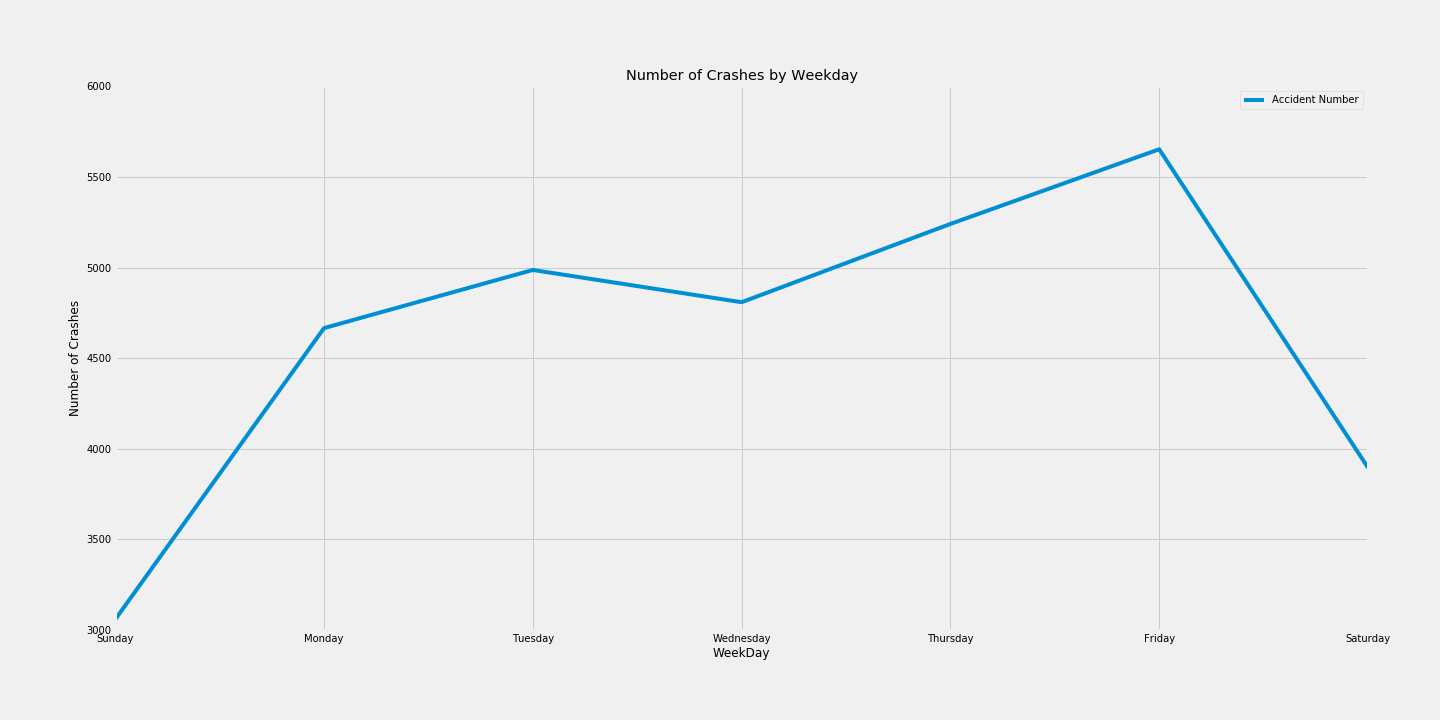 Number of Crashes by Weekday
Accident Number
6000
5500
5000
4500
4000
3500
3000
Number of Crashes
Sunday Monday Tuesday Wednesday Thursday Friday Saturday
WeekDay